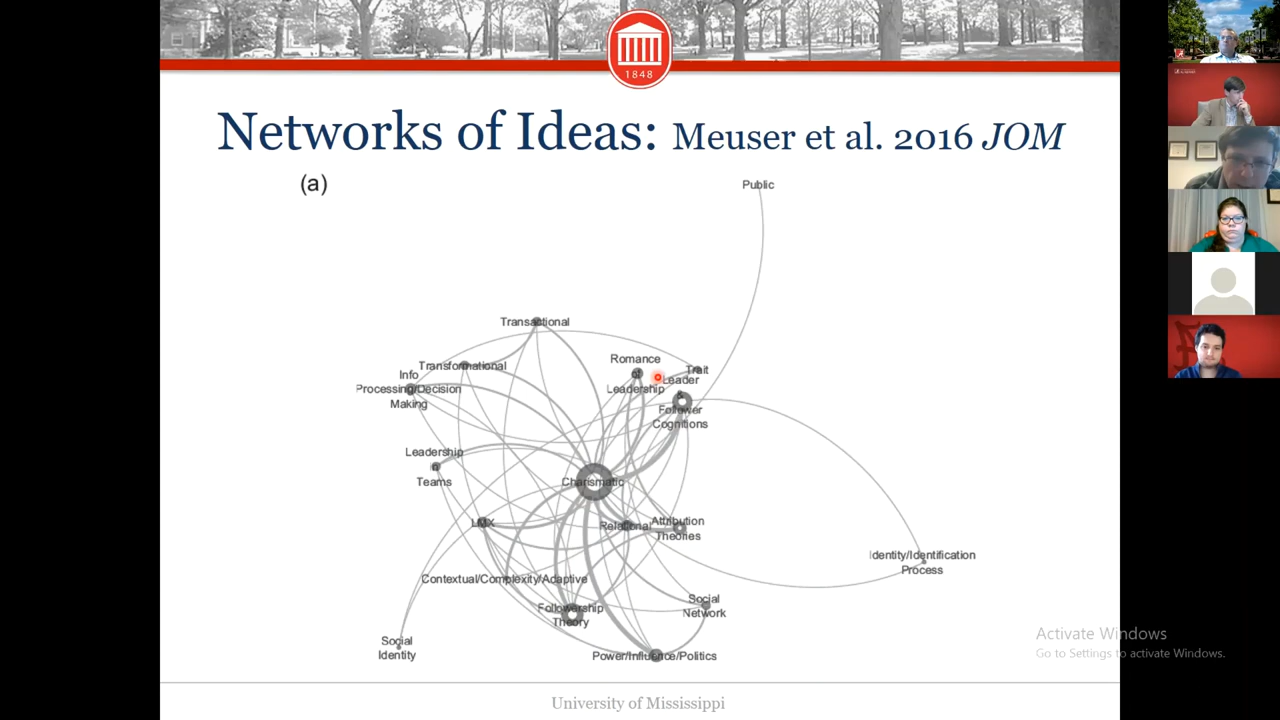 1848
Networks of Ideas: Meuser et al. 2016 JOM
(a)
Public
Transactional
Romance
of
Leadership
Trait
Transformational
Info
Processing/Decision
Making
Leader
&
Follower
Cognitions
Leadership
in
Teams
Charismatic
LMX
Relational
Attribution
Theories
Identity/Identification
Process
Contextual/Complexity/Adaptive
Followership
Theory
Social
Network
Social
Identity
Power/Influence/Politics
Activate Windows
Go to Settings to activate Windows.
University of Mississippi